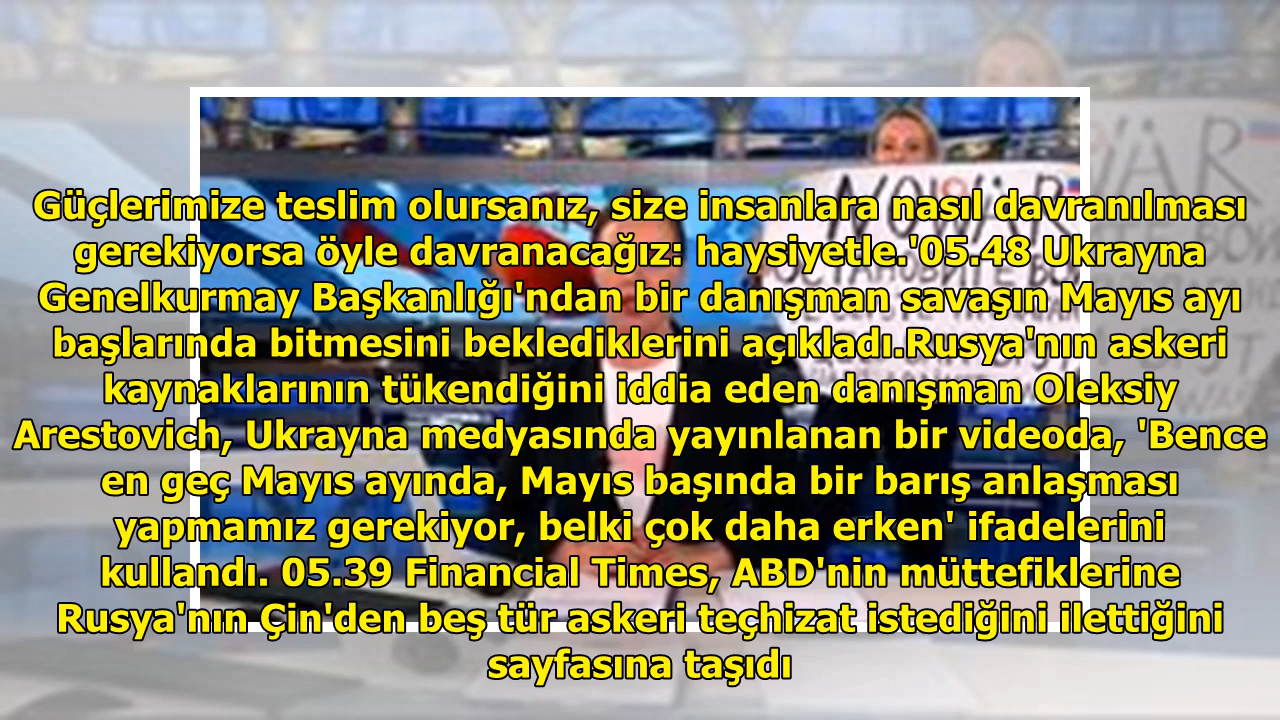 Güçlerimize teslim olursanız, size insanlara nasıl davranılması
gerekiyorsa öyle davranacağız: haysiyetle.'05.48 Ukrayna
Genelkurmay Başkanlığı'ndan bir danışman savaşın Mayıs ayı
başlarında bitmesini beklediklerini açıkladı.Rusya'nın askeri
kaynaklarının tükendiğini iddia eden danışman Oleksiy
Arestovich, Ukrayna medyasında yayınlanan bir videoda, 'Bence
en geç Mayıs ayında, Mayıs başında bir barış anlaşması
yapmamız gerekiyor, belki çok daha erken' ifadelerini
kullandı. 05.39 Financial Times, ABD'nin müttefiklerine
Rusya'nın Çin'den beş tür askeri teçhizat istediğini ilettiğini
sayfasına taşıdı
NO WAR